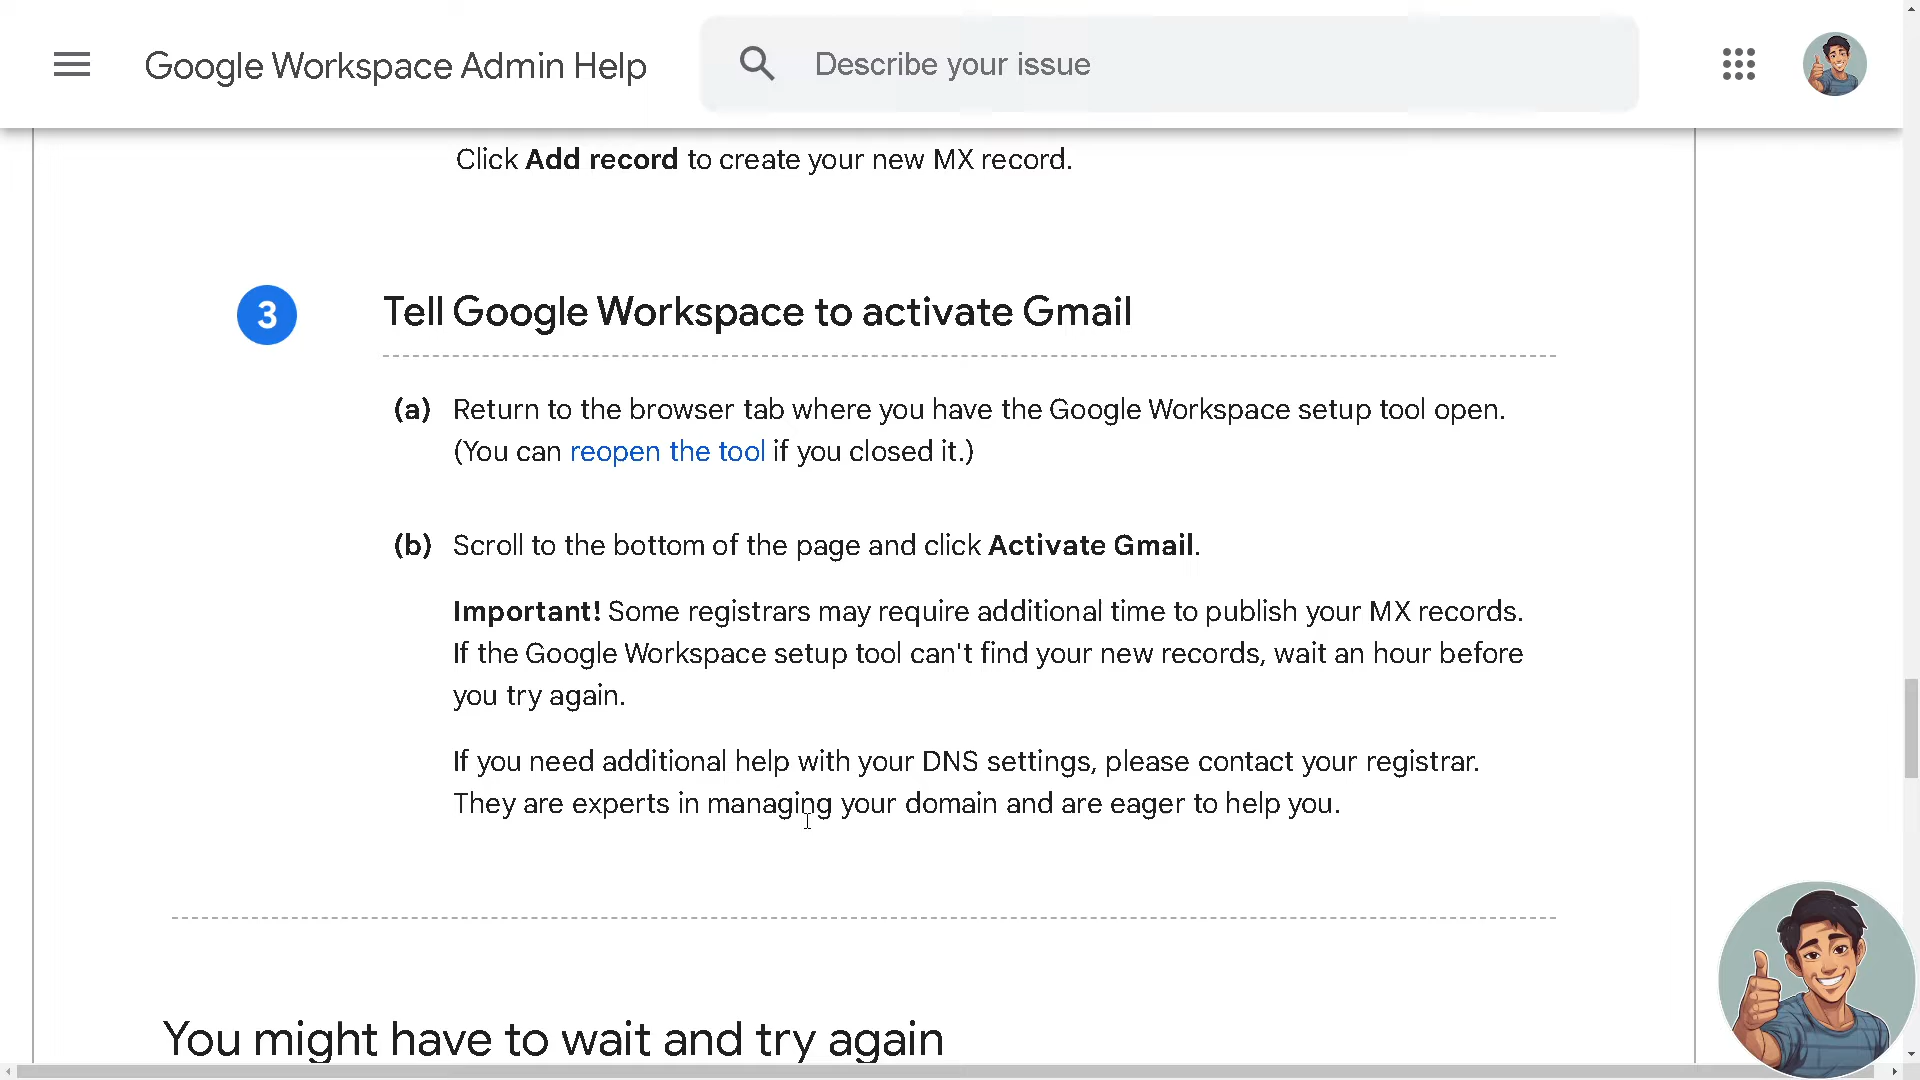 Google Workspace Admin Help
Describe your issue
Click Add record to create your new MX record.
3
Tell Google Workspace to activate Gmail
(a) Return to the browser tab where you have the Google Workspace setup tool open.
(You can reopen the tool if you closed it.)
(b) Scroll to the bottom of the page and click Activate Gmail.
Important! Some registrars may require additional time to publish your MX records.
If the Google Workspace setup tool can't find your new records, wait an hour before
you try again.
If you need additional help with your DNS settings, please contact your registrar.
They are experts in managing your domain and are eager to help you.
You might have to wait and try again